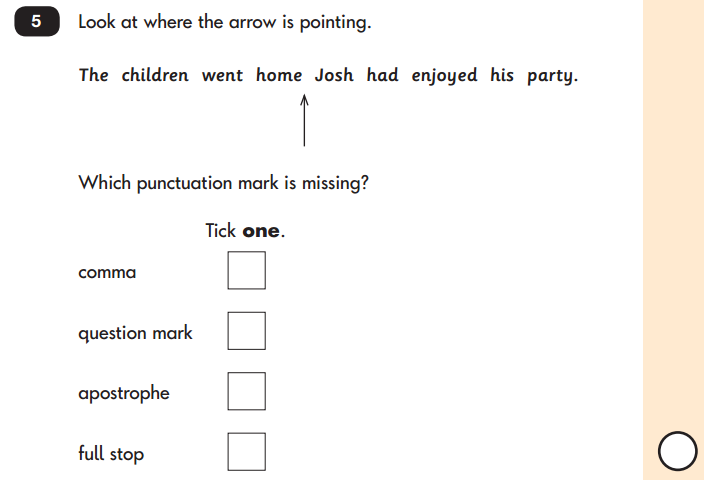 5 Look at where the arrow is pointing.
The children went home Josh had enjoyed his party.
Which punctuation mark is missing?
Tick one.
comma
question mark
apostrophe
full stop